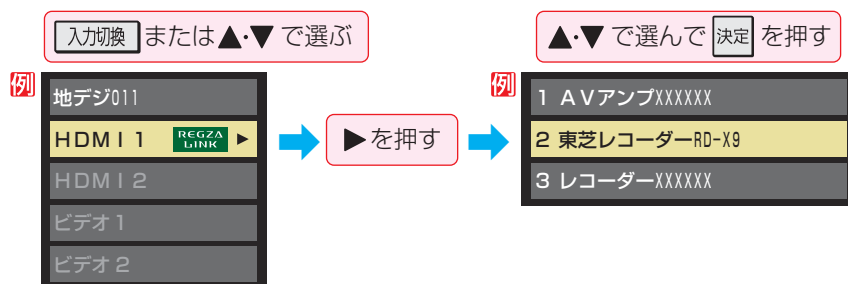 入力切換 または▲・▼ で選ぶ
例
地デジ011
HDMI1 REGZA LINK ▶
HDMI2
ビデオ1
ビデオ2
▶を押す
▲・▼ で選んで 決定 を押す
例
1 AVアンプXXXXXX
2 東芝レコーダーRD-X9
3 レコーダーXXXXXX